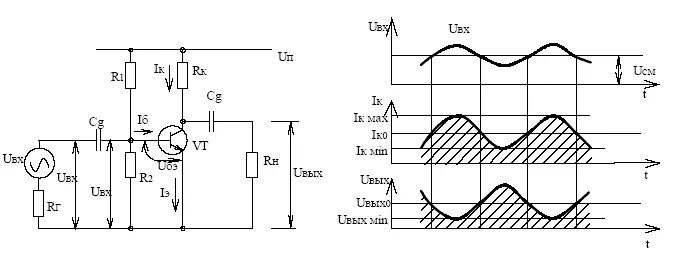 Uп
R1
Iк
Rк
Cg
Cg
Iб
VT
Uбэ
Uвх
Uвх
Uвх
R2
Rн
Uвых
Rг
Iэ
Uвх
Uвх
Uсм
t
Iк
Iк max
Iк0
Iк min
t
Uвых
Uвых0
Uвых min
t